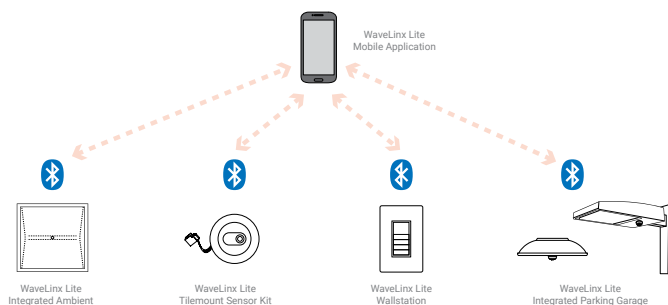 WaveLinx Lite
Mobile Application
WaveLinx Lite
Integrated Ambient
WaveLinx Lite
Tilemount Sensor Kit
WaveLinx Lite
Wallstation
WaveLinx Lite
Integrated Parking Garage